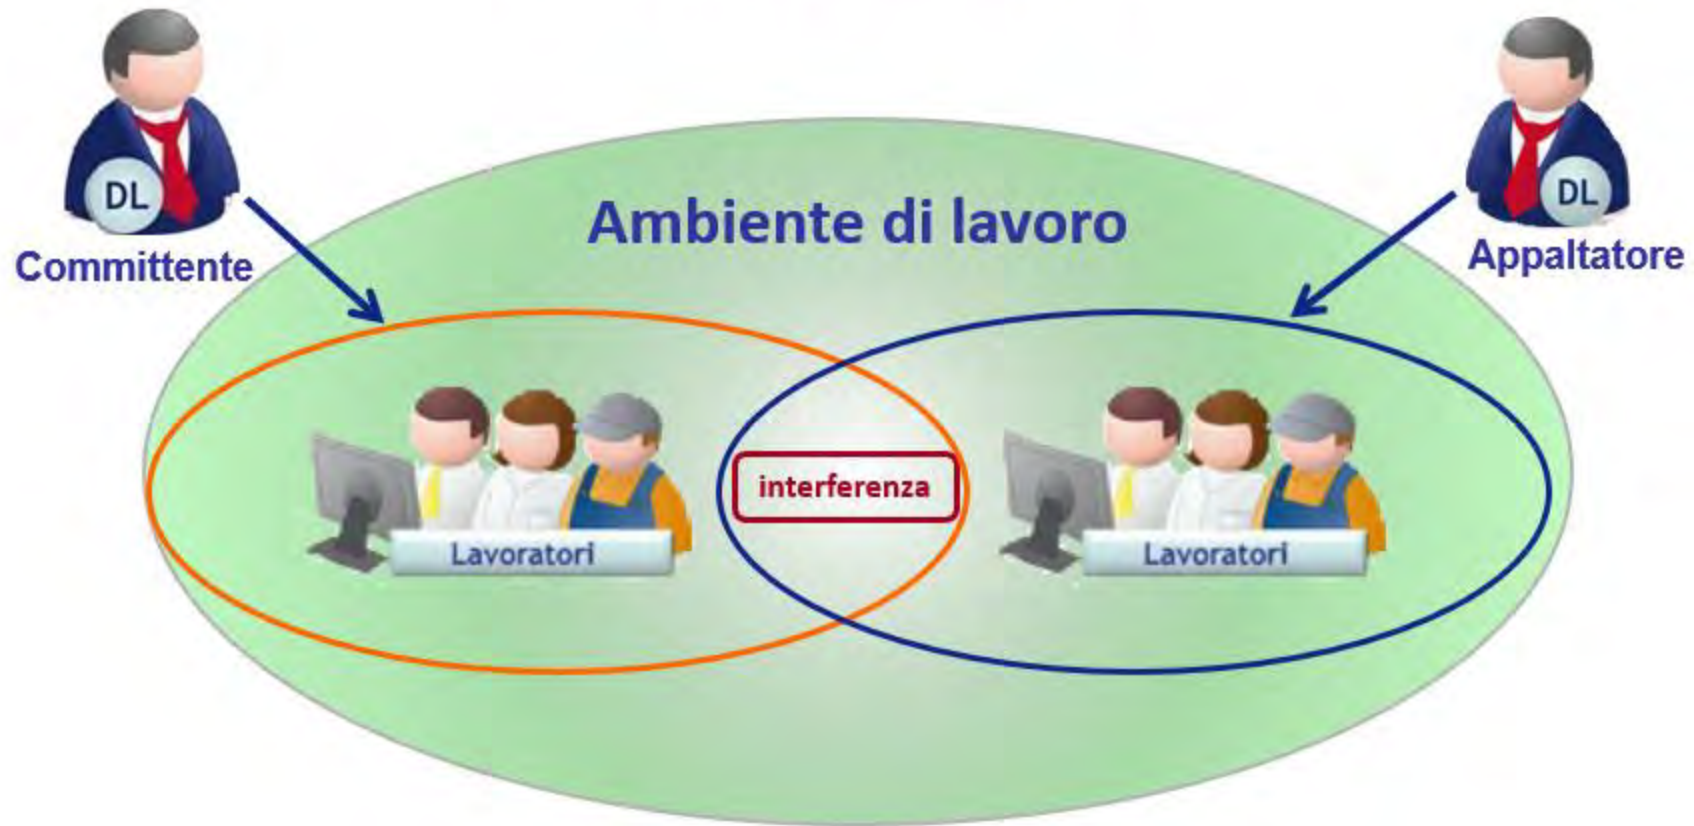 DL
DL
Committente
Appaltatore
Ambiente di lavoro
interferenza
Lavoratori
Lavoratori